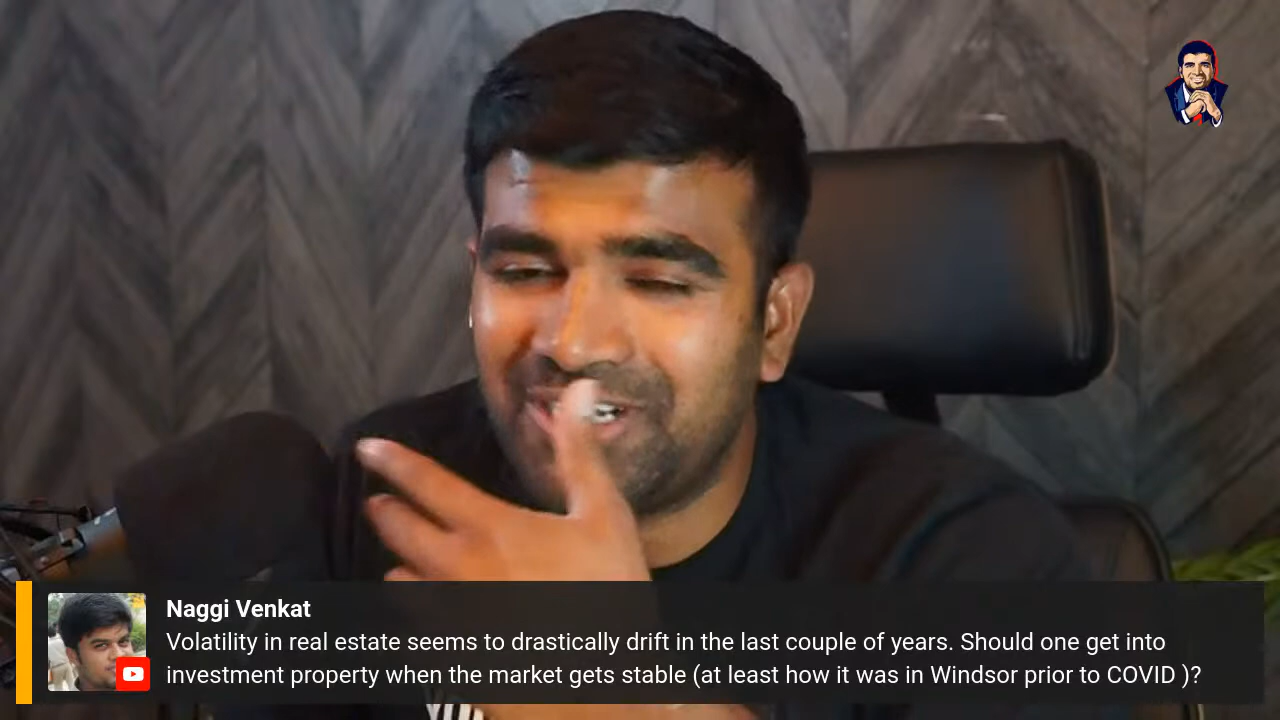 Naggi Venkat
Volatility in real estate seems to drastically drift in the last couple of years. Should one get into
investment property when the market gets stable (at least how it was in Windsor prior to COVID )?